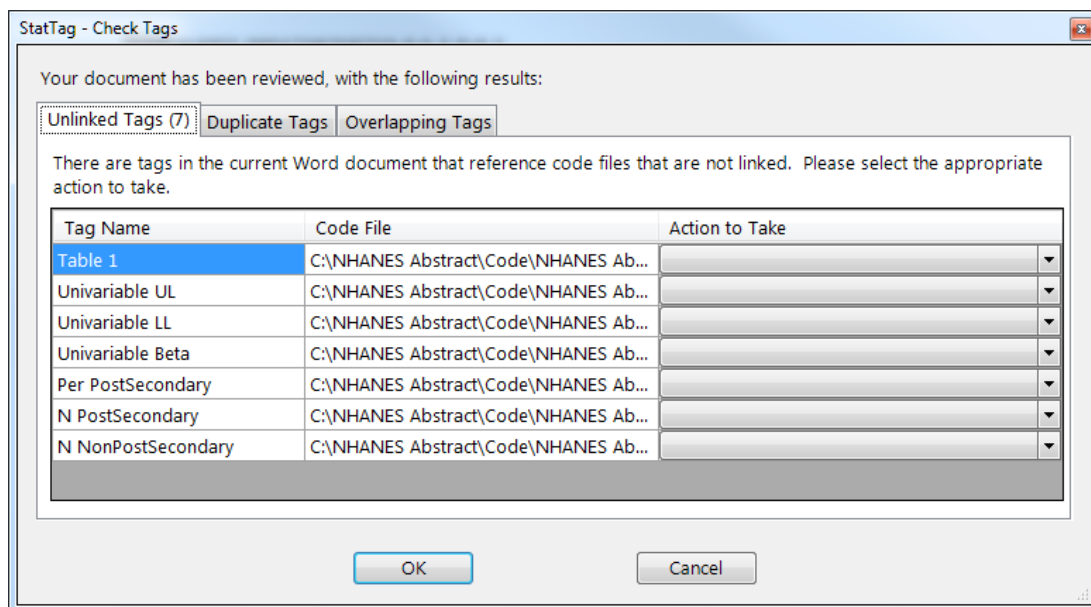 StatTag - Check Tags
Your document has been reviewed, with the following results:
Unlinked Tags (7) Duplicate Tags Overlapping Tags
There are tags in the current Word document that reference code files that are not linked.  Please select the appropriate
action to take.
Tag Name Code File Action to Take
Table 1 C:\NHANES Abstract\Code\NHANES Ab...
Univariable UL C:\NHANES Abstract\Code\NHANES Ab...
Univariable LL C:\NHANES Abstract\Code\NHANES Ab...
Univariable Beta C:\NHANES Abstract\Code\NHANES Ab...
Per PostSecondary C:\NHANES Abstract\Code\NHANES Ab...
N PostSecondary C:\NHANES Abstract\Code\NHANES Ab...
N NonPostSecondary C:\NHANES Abstract\Code\NHANES Ab...
OK Cancel